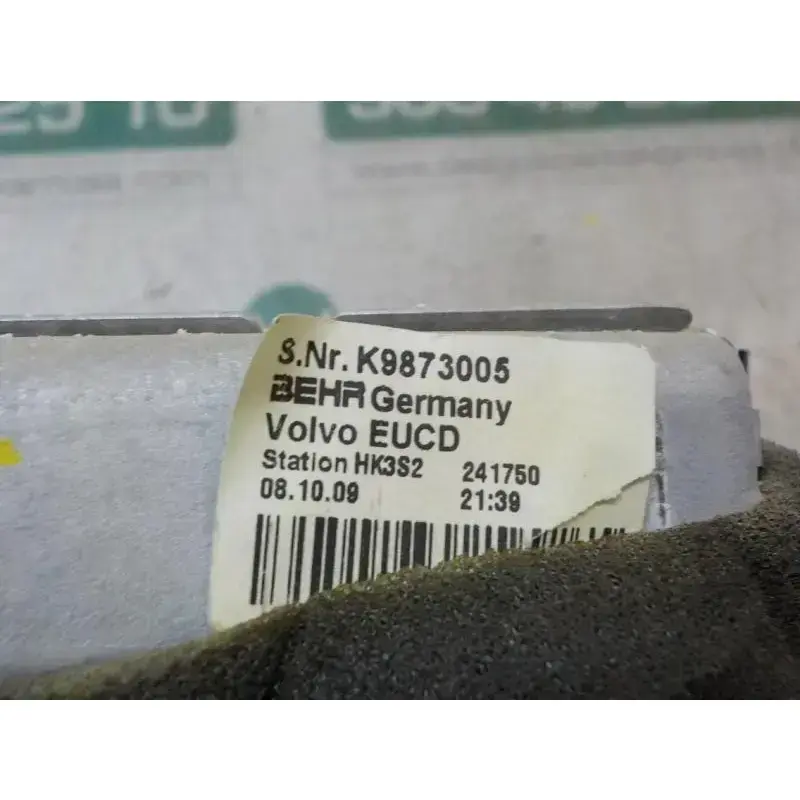 S.Nr. K9873005
BEHR Germany
Volvo EUCD
Station HK3S2 241750
08.10.09 21:39